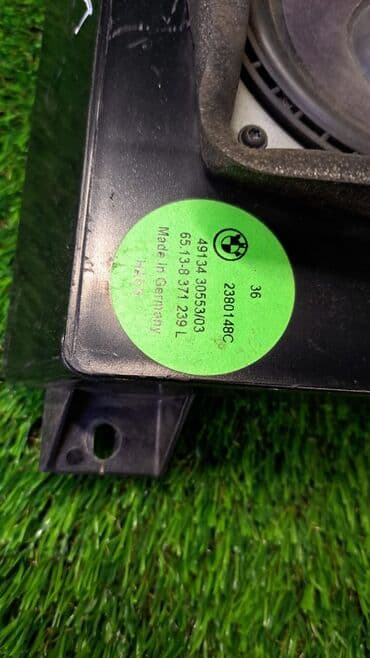 36
2380148C
49134 30553/03
65.13-8 371 239 L
Made in Germany